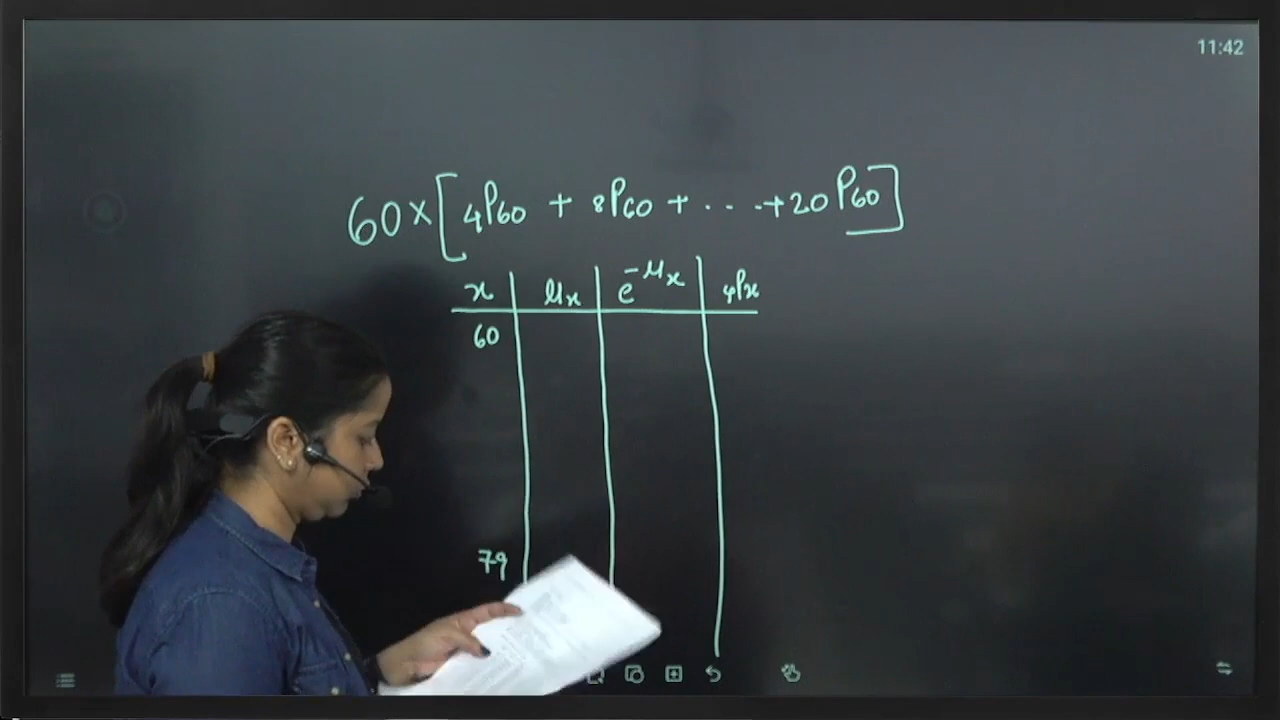 11:42
60 × [ ₄P₆₀ + ₈P₆₀ + ... + ₂₀P₆₀ ]
x | μx | e^-μx | ₄Px
60
79